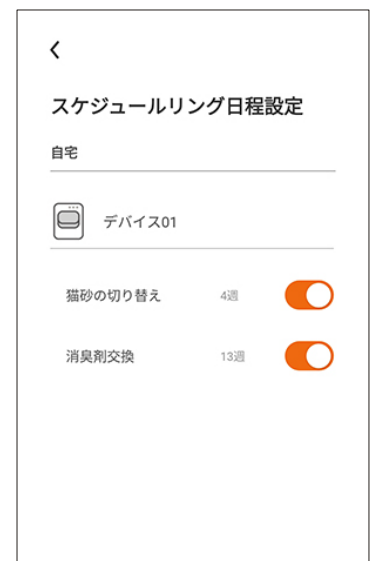 スケジュールリング日程設定
自宅
デバイス01
猫砂の切り替え 4週
消臭剤交換 13週